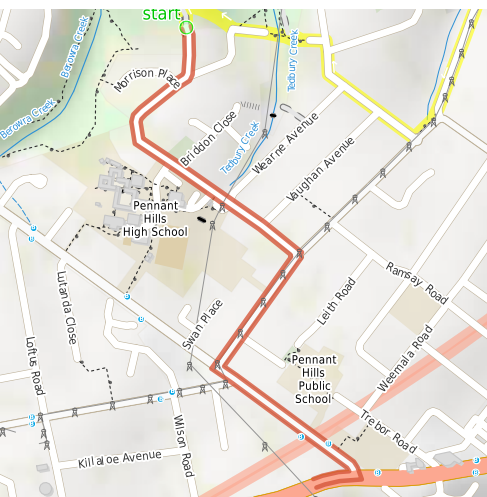 start
Berowra Creek
Tedbury Creek
Morrison Place
Berowra Creek
Briddon Close
Tedbury Creek
Wearne Avenue
Vaughan Avenue
Pennant
Hills
High School
Ramsay Road
Lutanda Close
Leith Road
Swan Place
Loftus Road
Pennant
Hills
Public
School
Weemala Road
Trebor Road
Wilson Road
Killaloe Avenue